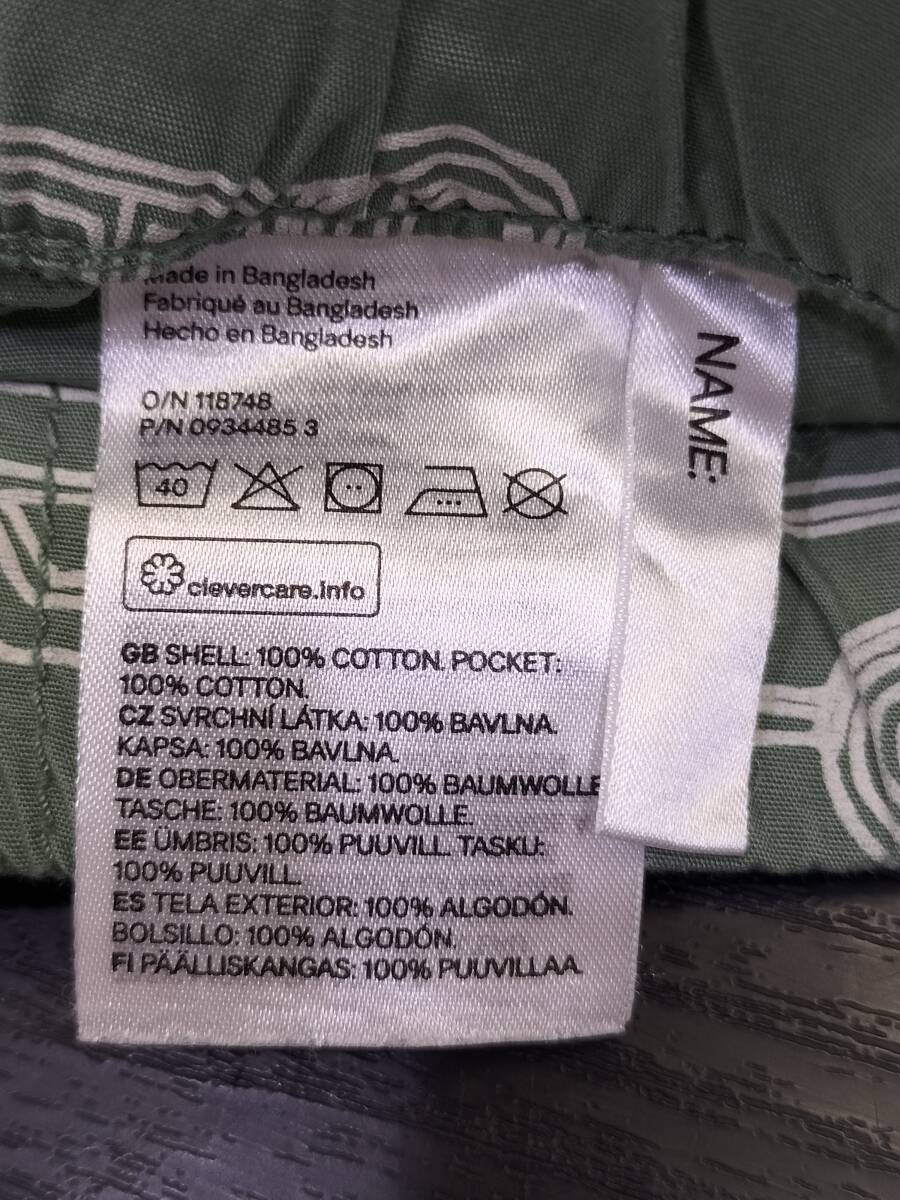 Made in Bangladesh
Fabriqué au Bangladesh
Hecho en Bangladesh
O/N 118748
P/N 0934485 3
40
clevercare.info
GB SHELL: 100% COTTON. POCKET:
100% COTTON.
CZ SVRCHNÍ LÁTKA: 100% BAVLNA.
KAPSA: 100% BAVLNA.
DE OBERMATERIAL: 100% BAUMWOLLE
TASCHE: 100% BAUMWOLLE.
EE ÜMBRIS: 100% PUUVILL. TASKU:
100% PUUVILL.
ES TELA EXTERIOR: 100% ALGODÓN.
BOLSILLO: 100% ALGODÓN.
FI PÄÄLLISKANGAS: 100% PUUVILLAA.
NAME: